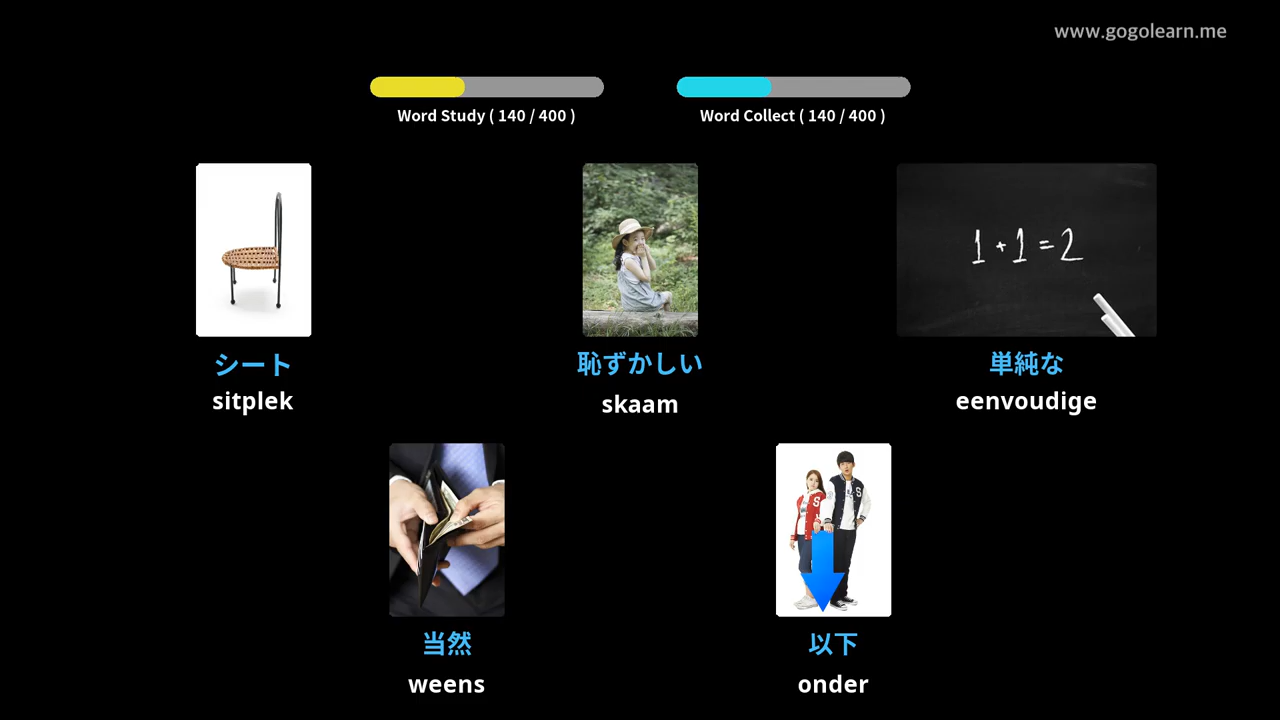 www.gogolearn.me
Word Study ( 140 / 400 )
Word Collect ( 140 / 400 )
1 + 1 = 2
シート
恥ずかしい
単純な
sitplek
skaam
eenvoudige
S
S
当然
以下
weens
onder